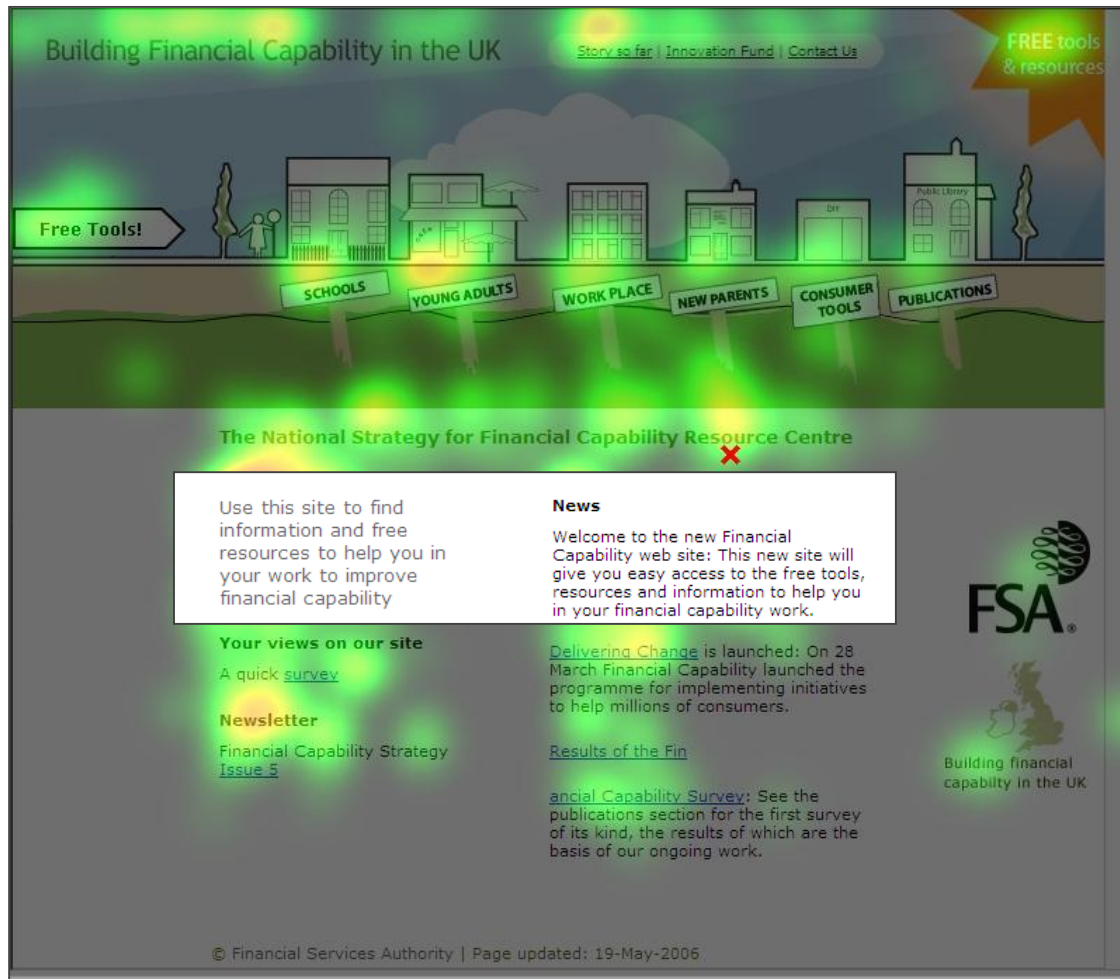 Building Financial Capability in the UK
Story so far | Innovation Fund | Contact Us
FREE tools
& resources
Public Library
DIY
Free Tools!
SCHOOLS
YOUNG ADULTS
WORK PLACE
NEW PARENTS
CONSUMER
TOOLS
PUBLICATIONS
The National Strategy for Financial Capability Resource Centre
Use this site to find
information and free
resources to help you in
your work to improve
financial capability
Your views on our site
A quick survey
Newsletter
Financial Capability Strategy
Issue 5
News
Welcome to the new Financial
Capability web site: This new site will
give you easy access to the free tools,
resources and information to help you
in your financial capability work.
Delivering Change is launched: On 28
March Financial Capability launched the
programme for implementing initiatives
to help millions of consumers.
Results of the Fin
ancial Capability Survey: See the
publications section for the first survey
of its kind, the results of which are the
basis of our ongoing work.
FSA
Building financial
capabilty in the UK
© Financial Services Authority | Page updated: 19-May-2006